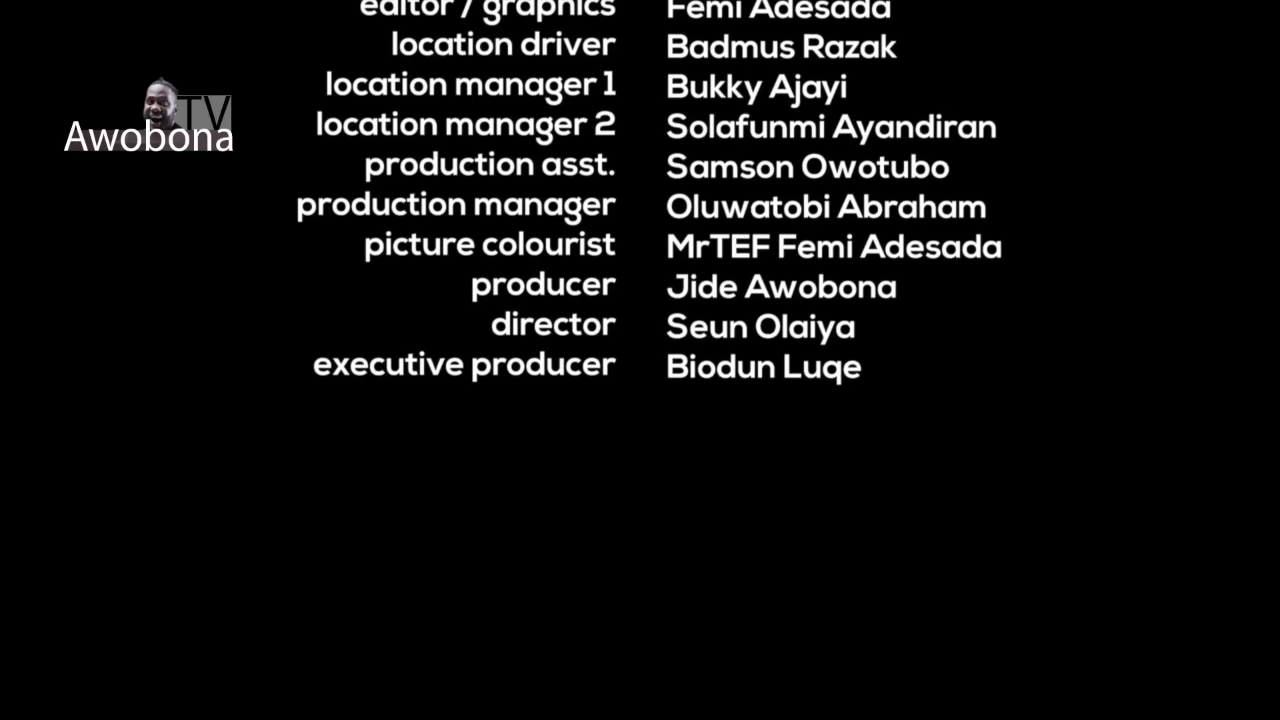 editor / graphics Femi Adesada
location driver Badmus Razak
location manager 1 Bukky Ajayi
location manager 2 Solafunmi Ayandiran
production asst. Samson Owotubo
production manager Oluwatobi Abraham
picture colourist MrTEF Femi Adesada
producer Jide Awobona
director Seun Olaiya
executive producer Biodun Luqe
TV
Awobona